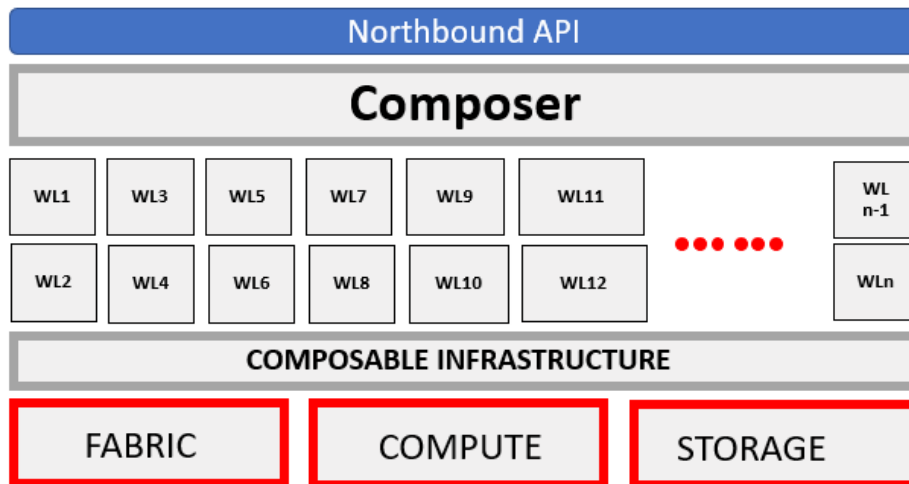 Northbound API
Composer
WL1 WL3 WL5 WL7 WL9 WL11 WL
n-1
WL2 WL4 WL6 WL8 WL10 WL12 WLn
COMPOSABLE INFRASTRUCTURE
FABRIC COMPUTE STORAGE